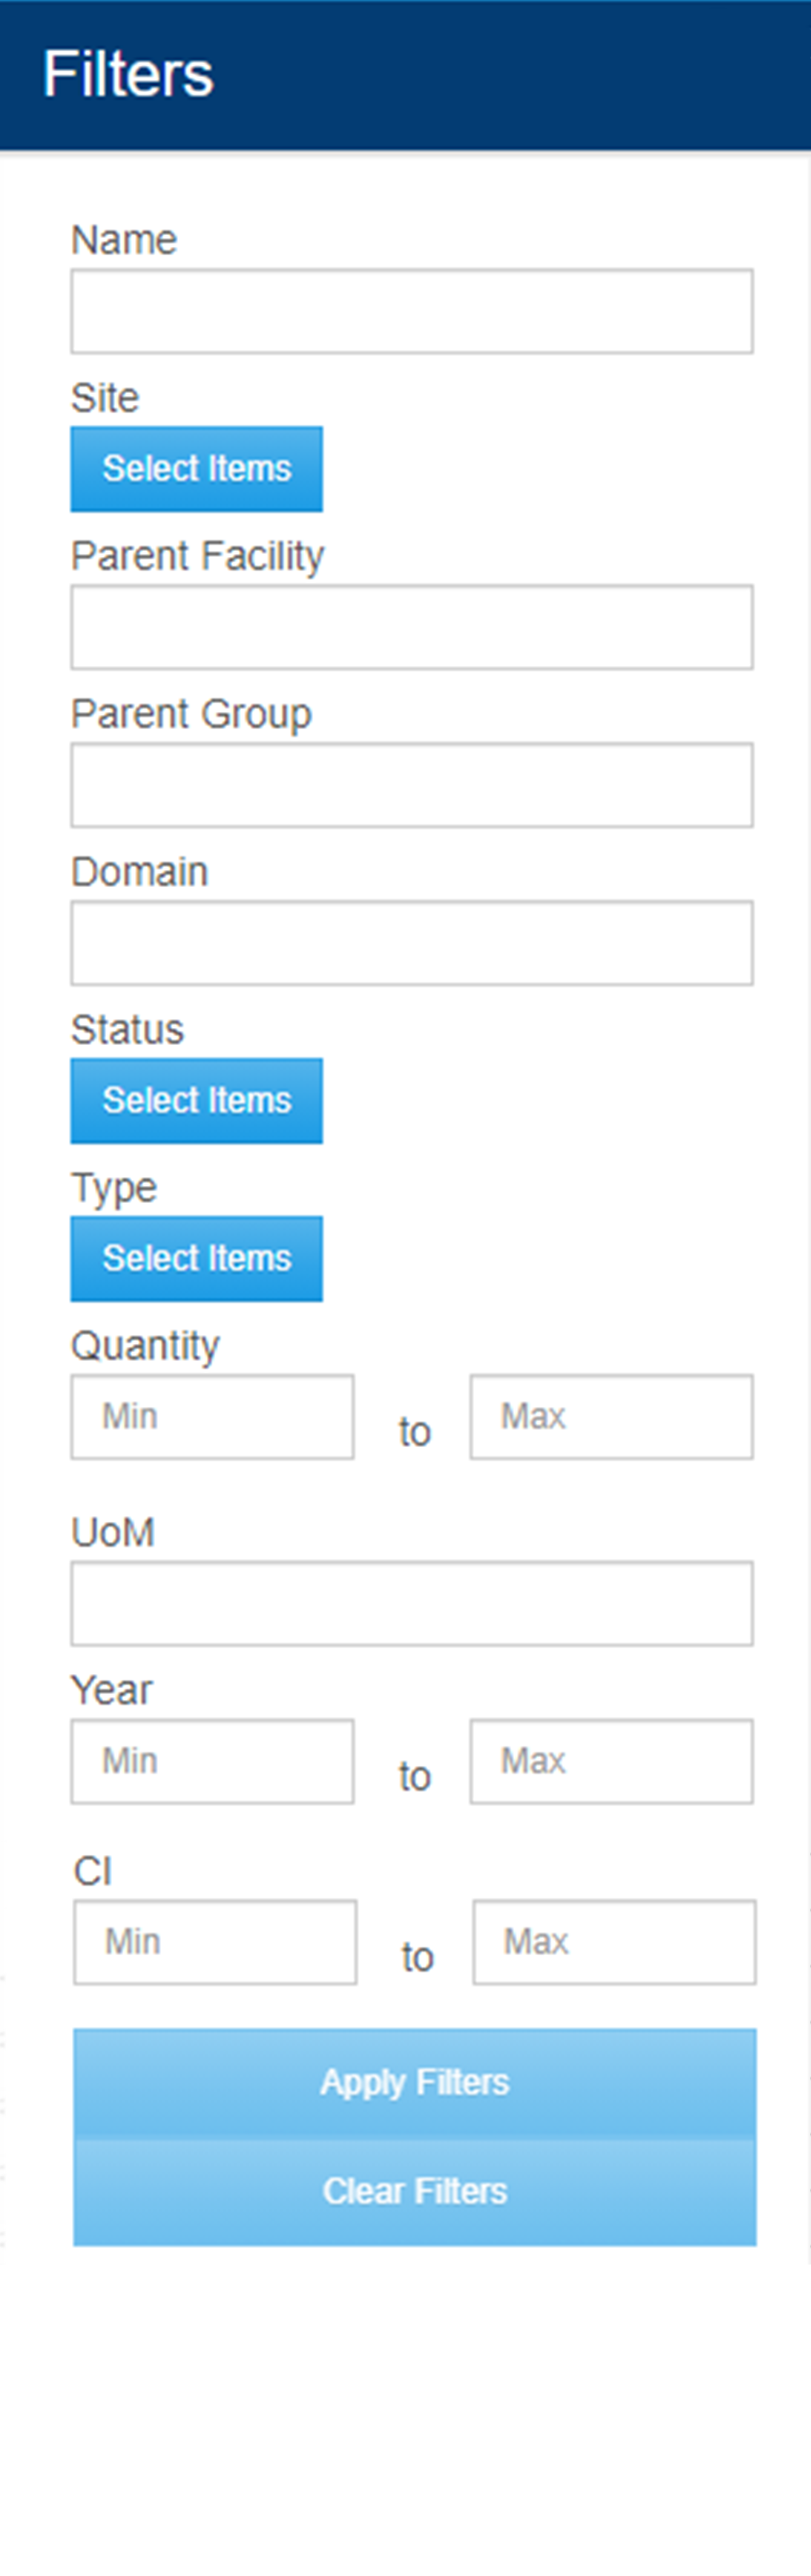 Filters
Name
Site
Select Items
Parent Facility
Parent Group
Domain
Status
Select Items
Type
Select Items
Quantity
Min to Max
UoM
Year
Min to Max
CI
Min to Max
Apply Filters
Clear Filters